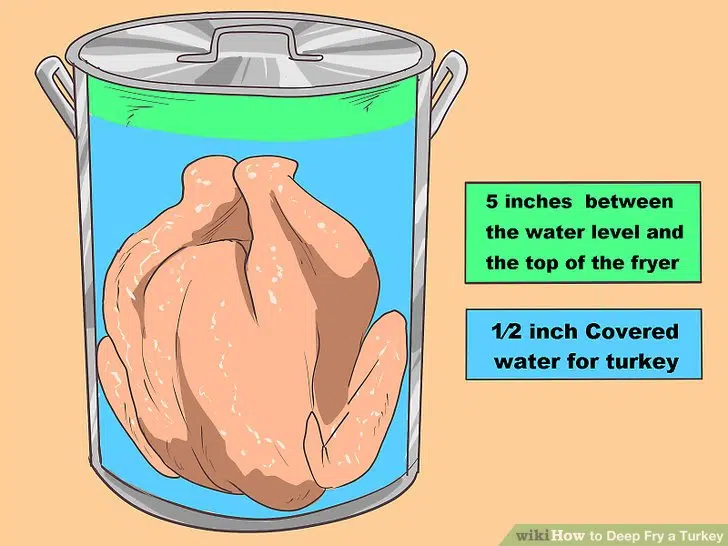 5 inches between
the water level and
the top of the fryer
1⁄2 inch Covered
water for turkey
wikiHow to Deep Fry a Turkey